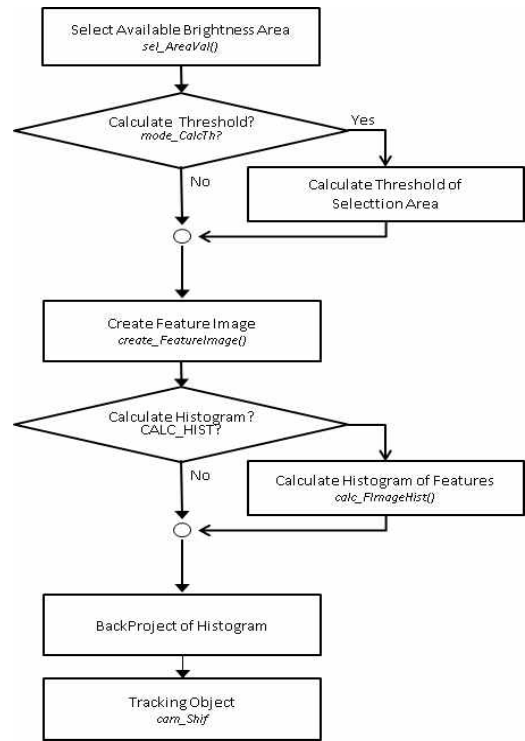 Select Available Brightness Area
sel_AreaVal()
Calculate Threshold?
mode_CalcTh?
Yes
No
Calculate Threshold of
Selecttion Area
Create Feature Image
create_FeatureImage()
Calculate Histogram?
CALC_HIST?
No
Calculate Histogram of Features
calc_FImageHist()
BackProject of Histogram
Tracking Object
cam_Shif